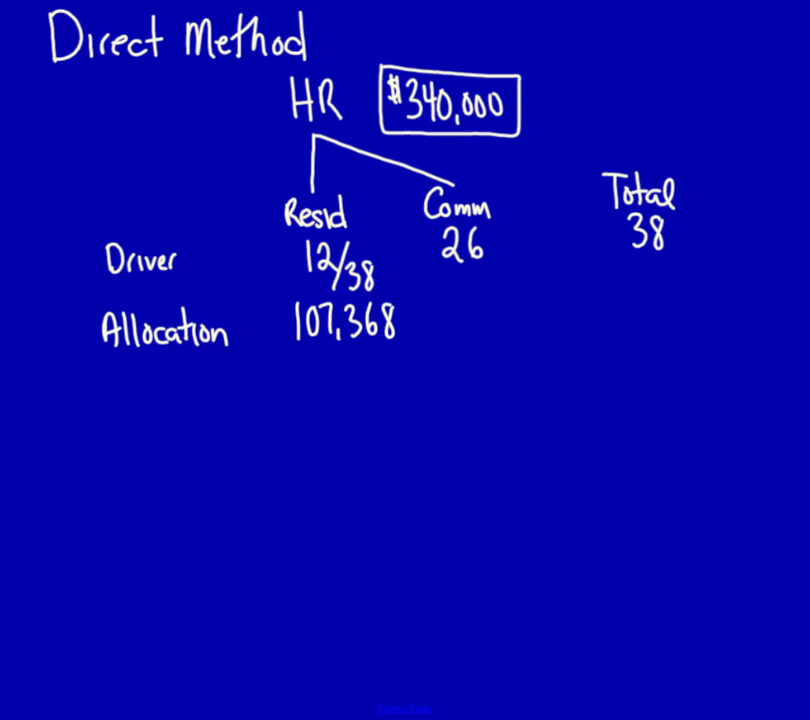 Direct Method
HR $340,000
Resid Comm Total
Driver 12/38 26 38
Allocation 107,368